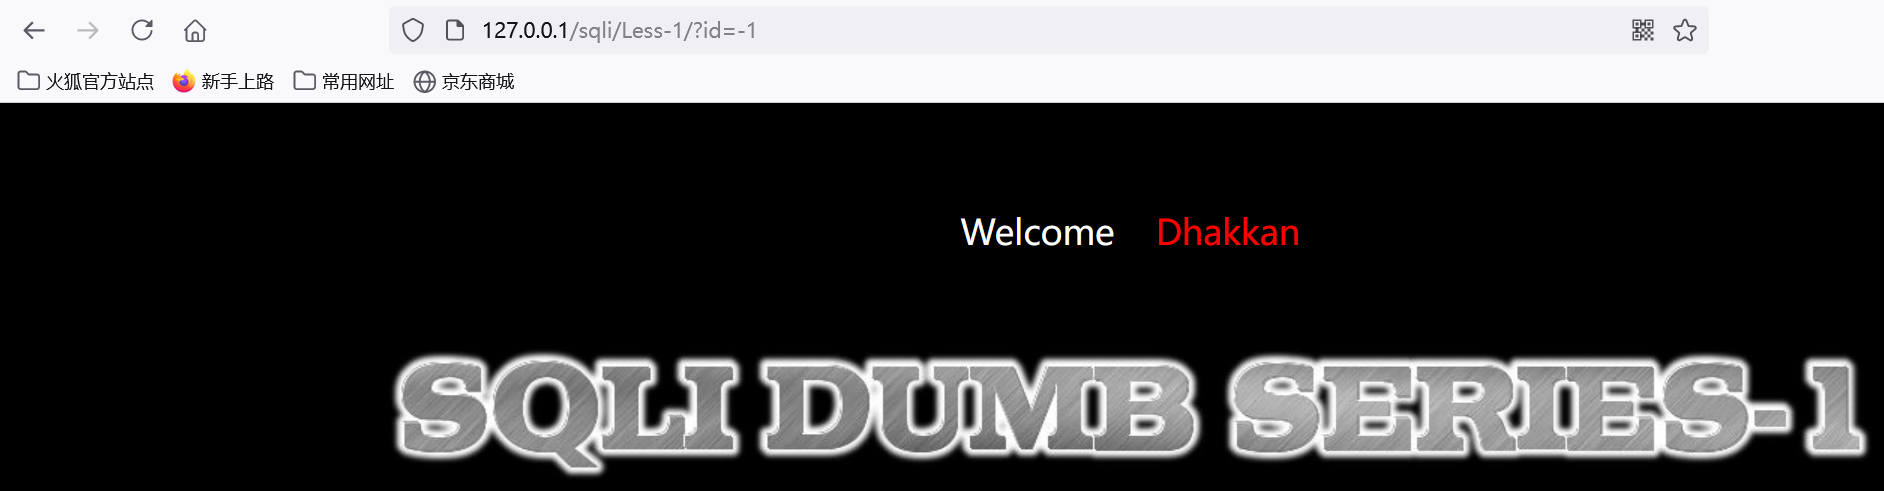 127.0.0.1/sqli/Less-1/?id=-1
火狐官方站点 新手上路 常用网址 京东商城
Welcome Dhakkan
SQLI DUMB SERIES-1